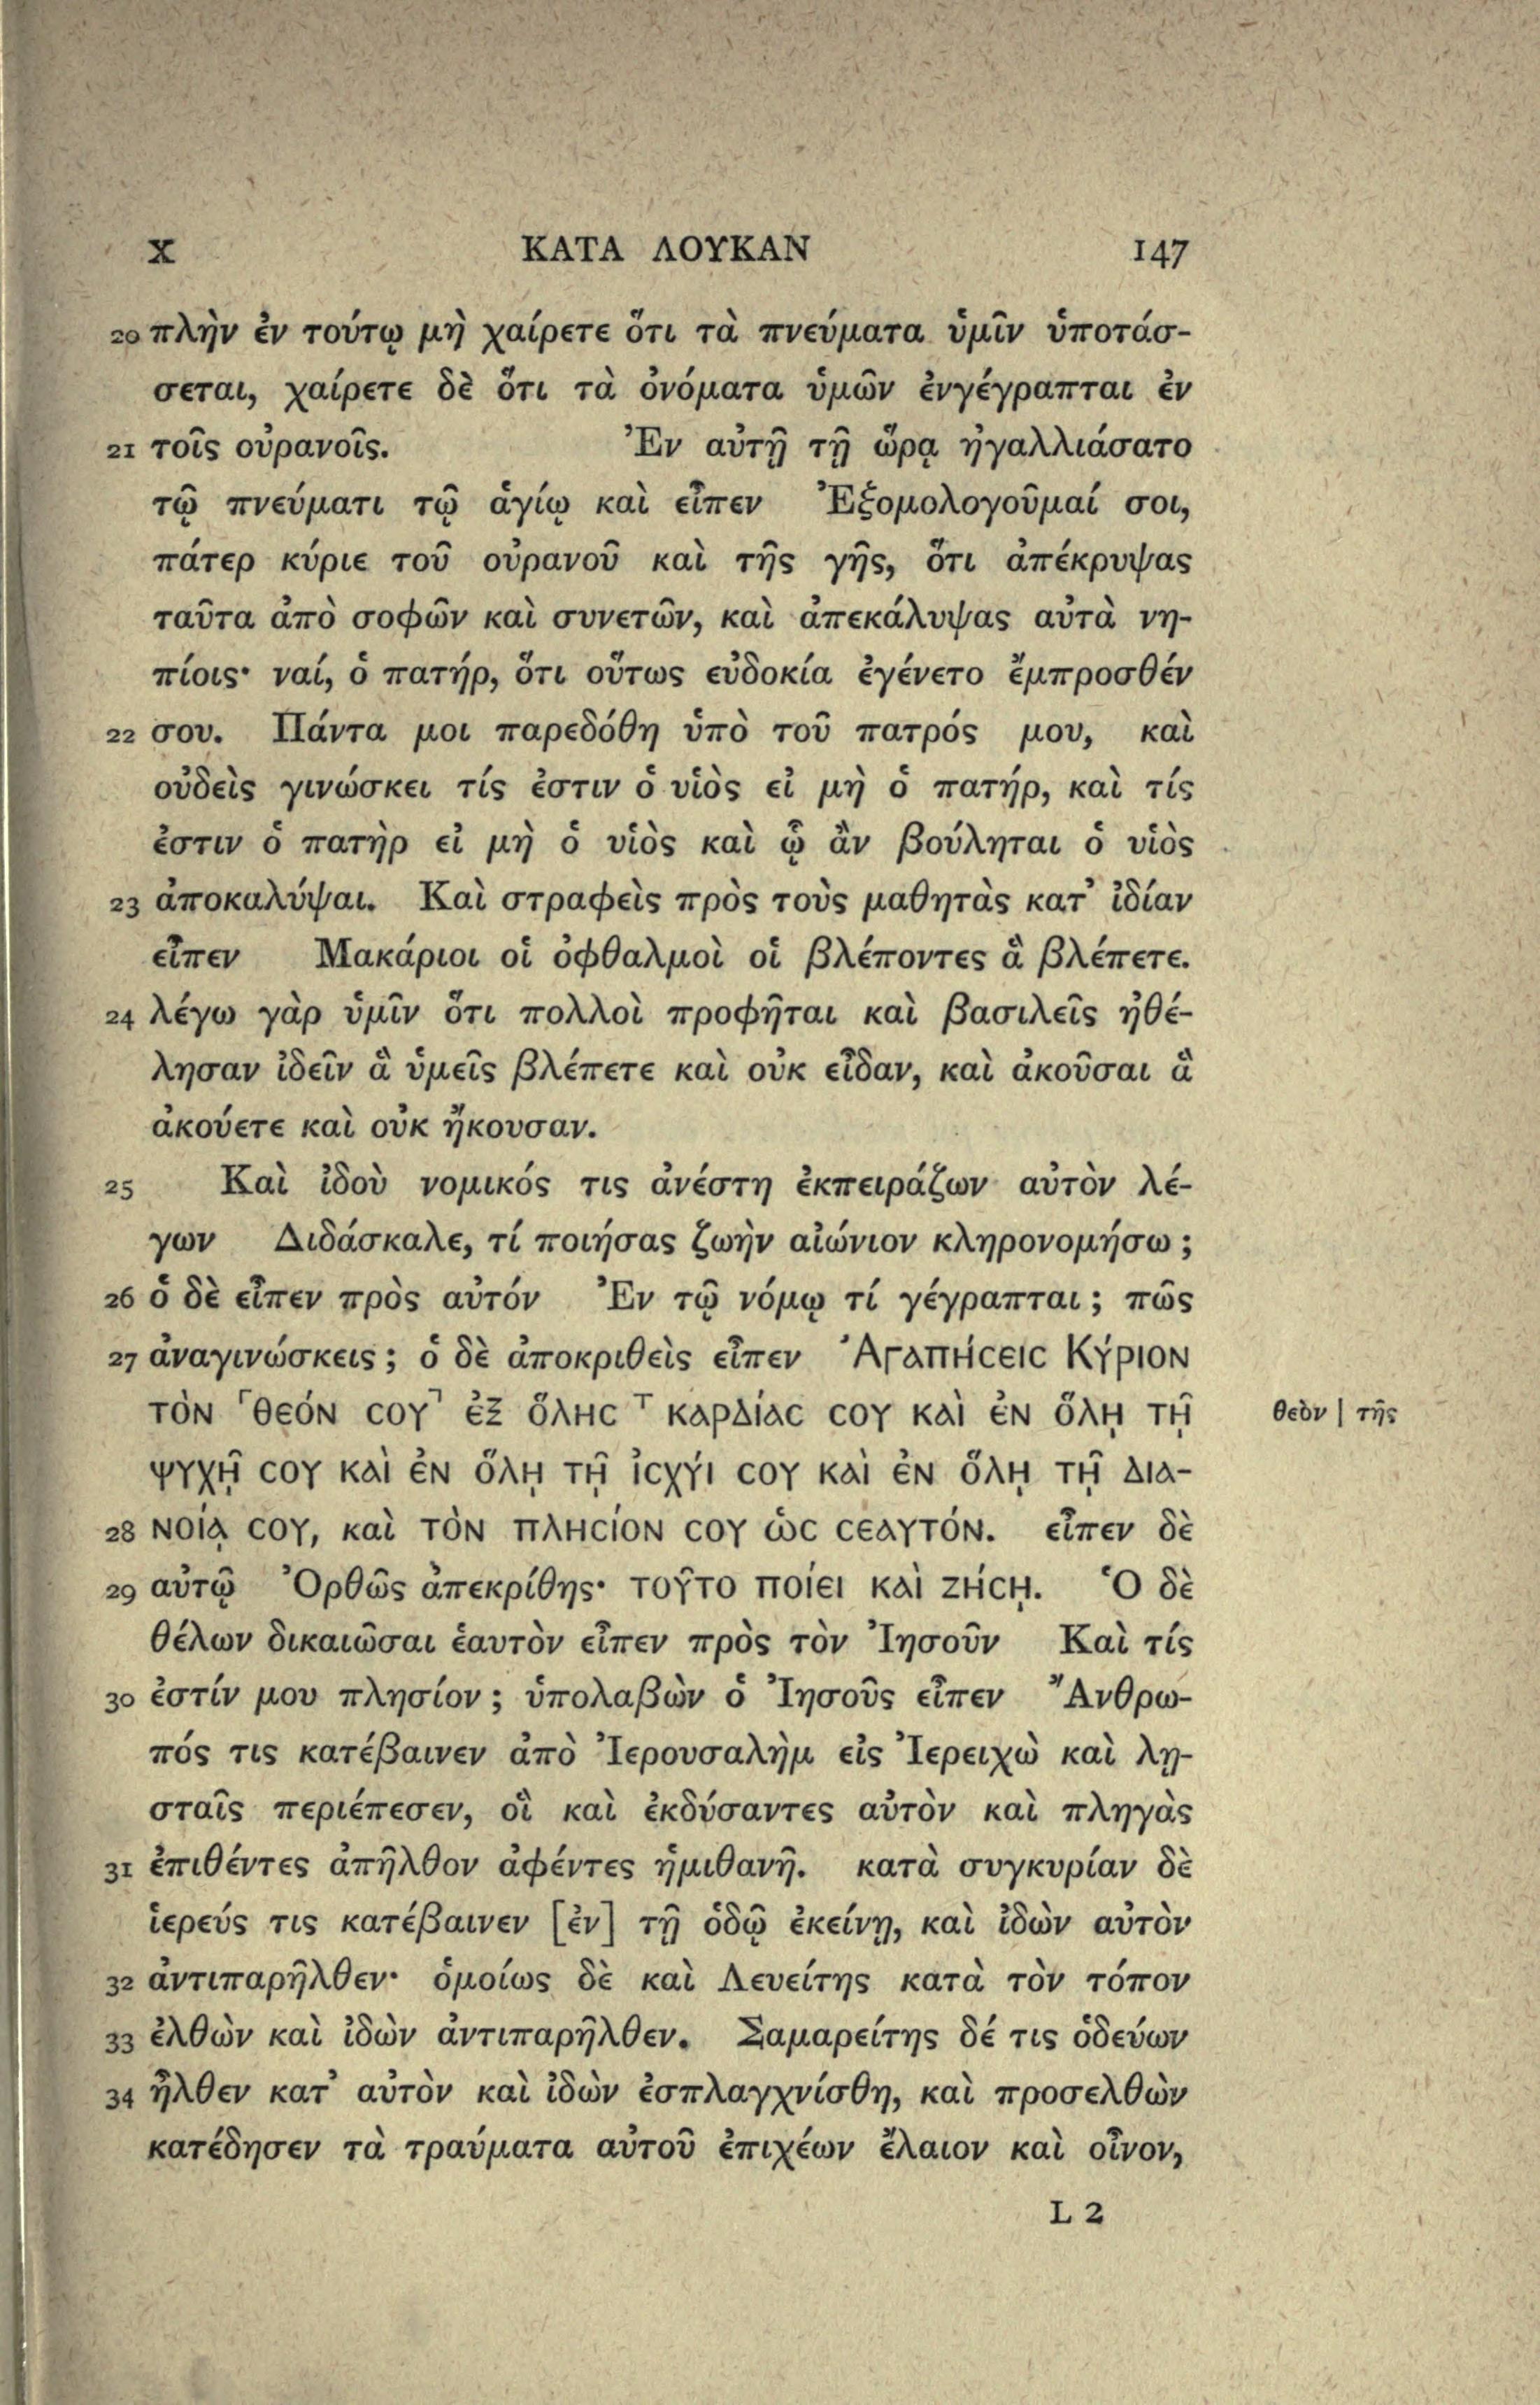 X ΚΑΤΑ ΛΟΥΚΑΝ 147
20 πλὴν ἐν τούτῳ μὴ χαίρετε ὅτι τὰ πνεύματα ὑμῖν ὑποτάσ-
σεται, χαίρετε δὲ ὅτι τὰ ὀνόματα ὑμῶν ἐνγέγραπται ἐν
21 τοῖς οὐρανοῖς. Ἐν αὐτῇ τῇ ὥρᾳ ἠγαλλιάσατο
τῷ πνεύματι τῷ ἁγίῳ καὶ εἶπεν Ἐξομολογοῦμαί σοι,
πάτερ κύριε τοῦ οὐρανοῦ καὶ τῆς γῆς, ὅτι ἀπέκρυψας
ταῦτα ἀπὸ σοφῶν καὶ συνετῶν, καὶ ἀπεκάλυψας αὐτὰ νη-
πίοις· ναί, ὁ πατήρ, ὅτι οὕτως εὐδοκία ἐγένετο ἔμπροσθέν
22 σου. Πάντα μοι παρεδόθη ὑπὸ τοῦ πατρός μου, καὶ
οὐδεὶς γινώσκει τίς ἐστιν ὁ υἱὸς εἰ μὴ ὁ πατήρ, καὶ τίς
ἐστιν ὁ πατὴρ εἰ μὴ ὁ υἱὸς καὶ ᾧ ἂν βούληται ὁ υἱὸς
23 ἀποκαλύψαι. Καὶ στραφεὶς πρὸς τοὺς μαθητὰς κατ’ ἰδίαν
εἶπεν Μακάριοι οἱ ὀφθαλμοὶ οἱ βλέποντες ἃ βλέπετε.
24 λέγω γὰρ ὑμῖν ὅτι πολλοὶ προφῆται καὶ βασιλεῖς ἠθέ-
λησαν ἰδεῖν ἃ ὑμεῖς βλέπετε καὶ οὐκ εἶδαν, καὶ ἀκοῦσαι ἃ
ἀκούετε καὶ οὐκ ἤκουσαν.
25 Καὶ ἰδοὺ νομικός τις ἀνέστη ἐκπειράζων αὐτὸν λέ-
γων Διδάσκαλε, τί ποιήσας ζωὴν αἰώνιον κληρονομήσω;
26 ὁ δὲ εἶπεν πρὸς αὐτόν Ἐν τῷ νόμῳ τί γέγραπται; πῶς
27 ἀναγινώσκεις; ὁ δὲ ἀποκριθεὶς εἶπεν Ἀγαπήϲειϲ Κύριον
τὸν ⸂θεόν ϲου⸃ ἐξ ὅληϲ ⸆ καρδίαϲ ϲου καὶ ἐν ὅλῃ τῇ θεὸν | τῆς
ψυχῇ ϲου καὶ ἐν ὅλῃ τῇ ἰϲχύι ϲου καὶ ἐν ὅλῃ τῇ δια-
28 νοίᾳ ϲου, καὶ τὸν πληϲίον ϲου ὡϲ ϲεαυτόν. εἶπεν δὲ
29 αὐτῷ Ὀρθῶς ἀπεκρίθης· τοῦτο ποίει καὶ ζήϲῃ. Ὁ δὲ
θέλων δικαιῶσαι ἑαυτὸν εἶπεν πρὸς τὸν Ἰησοῦν Καὶ τίς
30 ἐστίν μου πλησίον; ὑπολαβὼν ὁ Ἰησοῦς εἶπεν Ἄνθρω-
πός τις κατέβαινεν ἀπὸ Ἰερουσαλὴμ εἰς Ἰερειχὼ καὶ λῃ-
σταῖς περιέπεσεν, οἳ καὶ ἐκδύσαντες αὐτὸν καὶ πληγὰς
31 ἐπιθέντες ἀπῆλθον ἀφέντες ἡμιθανῆ. κατὰ συγκυρίαν δὲ
ἱερεύς τις κατέβαινεν [ἐν] τῇ ὁδῷ ἐκείνῃ, καὶ ἰδὼν αὐτὸν
32 ἀντιπαρῆλθεν· ὁμοίως δὲ καὶ Λευείτης κατὰ τὸν τόπον
33 ἐλθὼν καὶ ἰδὼν ἀντιπαρῆλθεν. Σαμαρείτης δέ τις ὁδεύων
34 ἦλθεν κατ’ αὐτὸν καὶ ἰδὼν ἐσπλαγχνίσθη, καὶ προσελθὼν
κατέδησεν τὰ τραύματα αὐτοῦ ἐπιχέων ἔλαιον καὶ οἶνον,
L 2